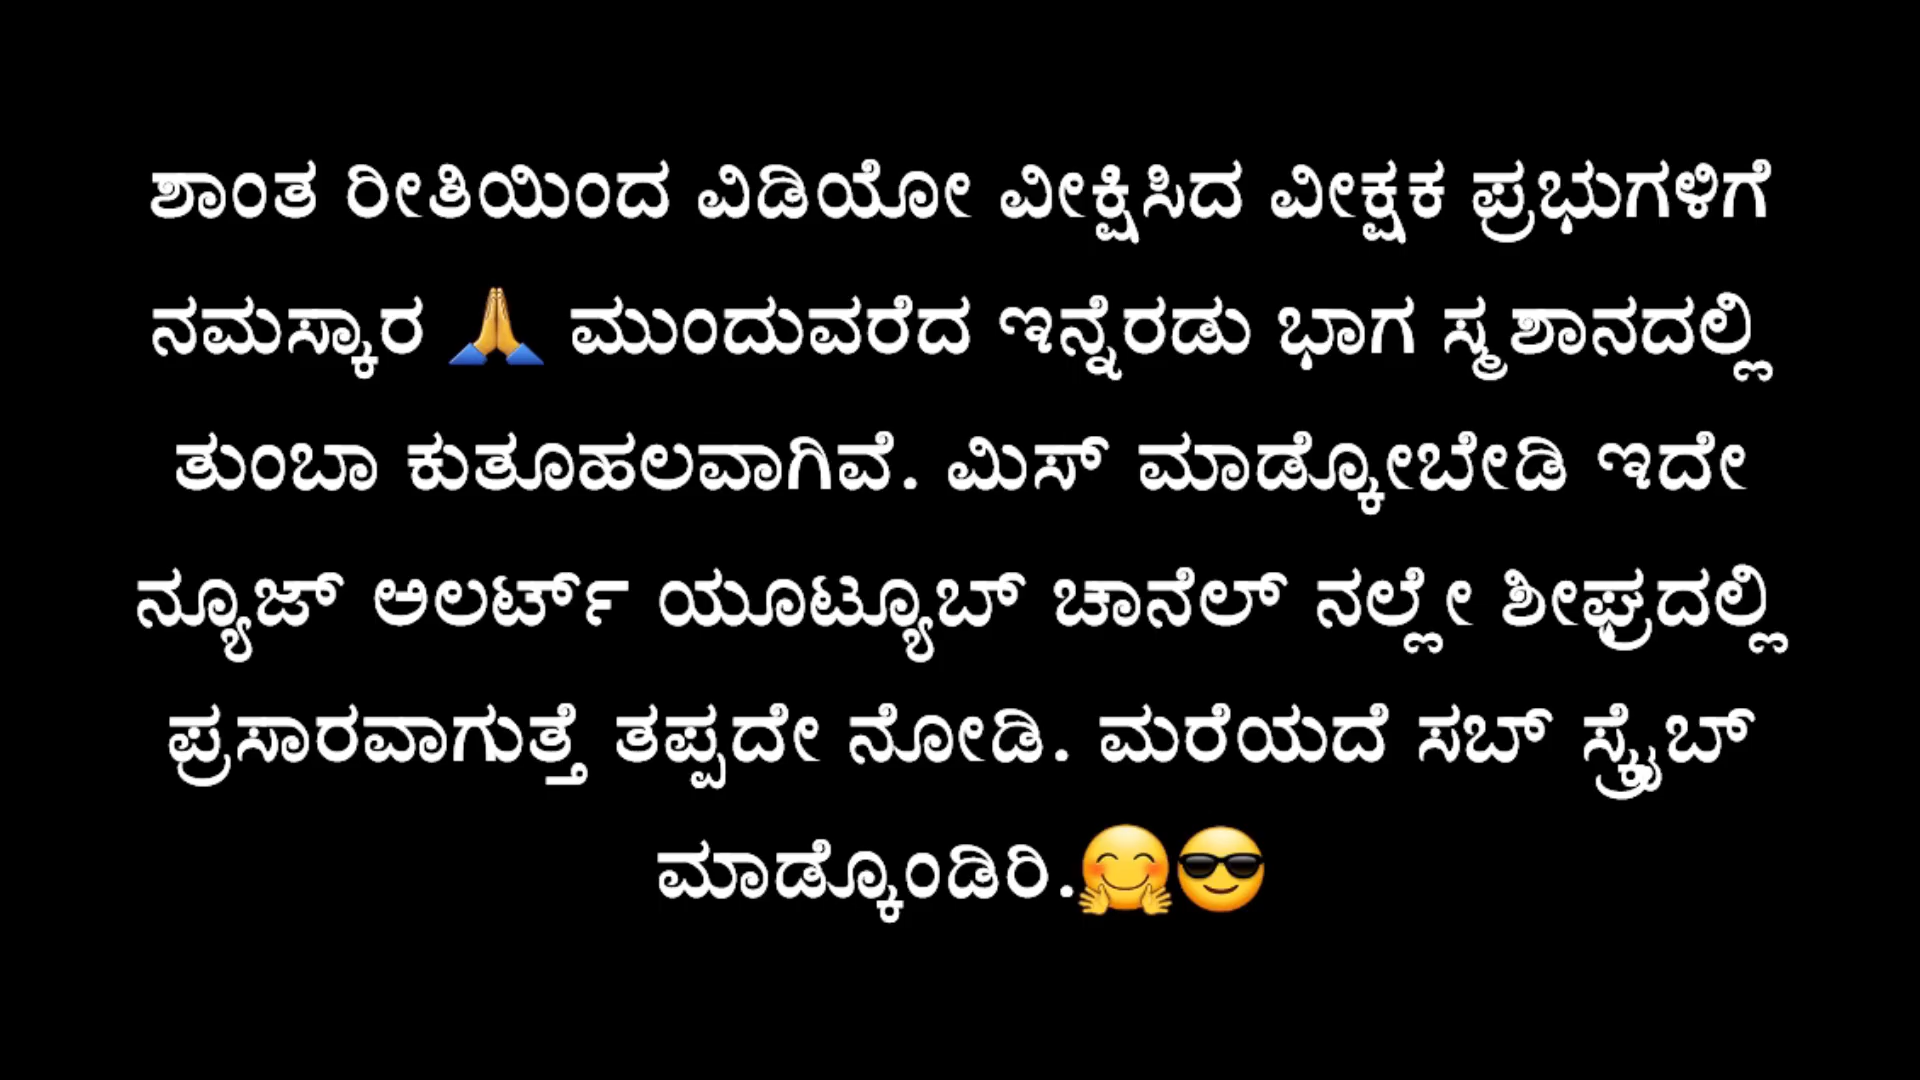 ಶಾಂತ ರೀತಿಯಿಂದ ವಿಡಿಯೋ ವೀಕ್ಷಿಸಿದ ವೀಕ್ಷಕ ಪ್ರಭುಗಳಿಗೆ
ನಮಸ್ಕಾರ 🙏 ಮುಂದುವರೆದ ಇನ್ನೆರಡು ಭಾಗ ಸ್ಮಶಾನದಲ್ಲಿ
ತುಂಬಾ ಕುತೂಹಲವಾಗಿವೆ. ಮಿಸ್ ಮಾಡ್ಕೋಬೇಡಿ ಇದೇ
ನ್ಯೂಜ್ ಅಲರ್ಟ್ ಯೂಟ್ಯೂಬ್ ಚಾನೆಲ್ ನಲ್ಲೇ ಶೀಘ್ರದಲ್ಲಿ
ಪ್ರಸಾರವಾಗುತ್ತೆ ತಪ್ಪದೇ ನೋಡಿ. ಮರೆಯದೆ ಸಬ್ ಸ್ಕ್ರೈಬ್
ಮಾಡ್ಕೊಂಡಿರಿ.🤗😎